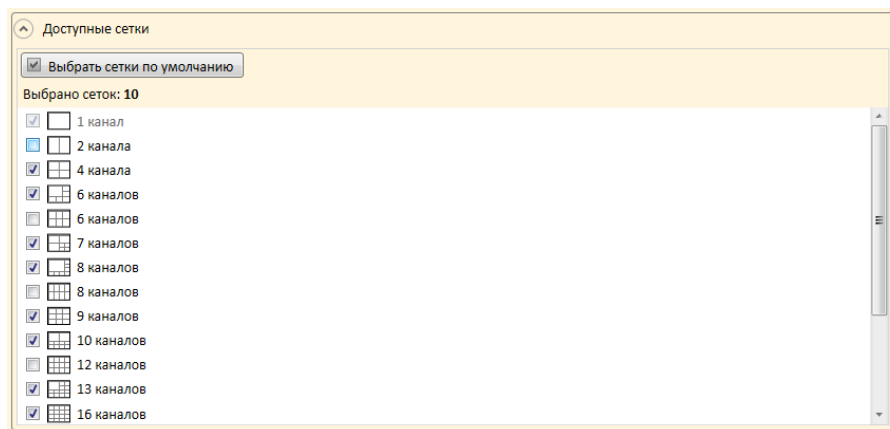 Доступные сетки
Выбрать сетки по умолчанию
Выбрано сеток: 10
1 канал
2 канала
4 канала
6 каналов
6 каналов
7 каналов
8 каналов
8 каналов
9 каналов
10 каналов
12 каналов
13 каналов
16 каналов